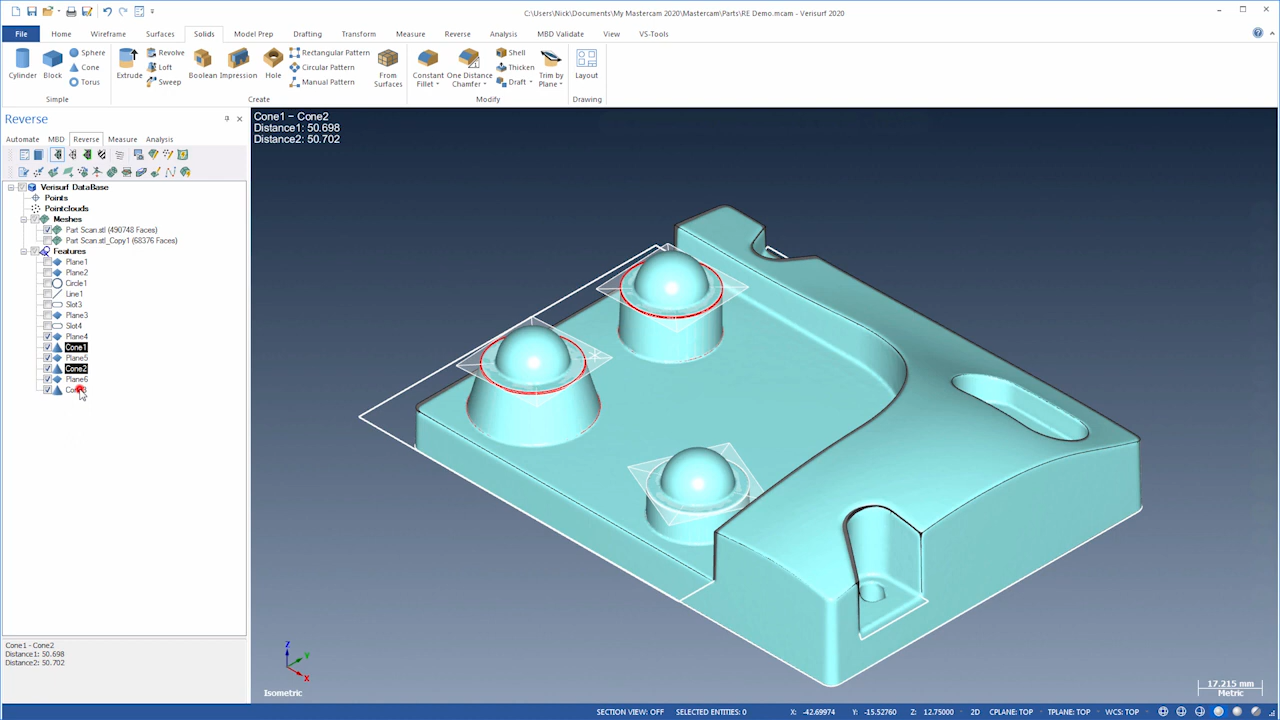 C:\Users\Nick\Documents\My Mastercam 2020\Mastercam\Parts\RE Demo.mcam - Verisurf 2020
File Home Wireframe Surfaces Solids Model Prep Drafting Transform Measure Reverse Analysis MBD Validate View VS-Tools
Cylinder Block Sphere Cone Torus
Simple
Extrude Revolve Loft Sweep Boolean Impression Hole Rectangular Pattern Circular Pattern Manual Pattern From Surfaces
Create
Constant Fillet One Distance Chamfer Shell Thicken Draft Trim by Plane
Modify
Layout
Drawing
Reverse
Automate MBD Reverse Measure Analysis
Verisurf DataBase
Points
Pointclouds
Meshes
Part Scan.stl (490748 Faces)
Part Scan.stl_Copy1 (68376 Faces)
Features
Plane1
Plane2
Circle1
Line1
Slot3
Plane3
Slot4
Plane4
Cone1
Plane5
Cone2
Plane6
Cone1 - Cone2
Distance1: 50.698
Distance2: 50.702
Cone1 - Cone2
Distance1: 50.698
Distance2: 50.702
Z
Y
X
Isometric
17.215 mm
Metric
SECTION VIEW: OFF SELECTED ENTITIES: 0 X: -42.69974 Y: -15.52760 Z: 12.75000 2D CPLANE: TOP TPLANE: TOP WCS: TOP